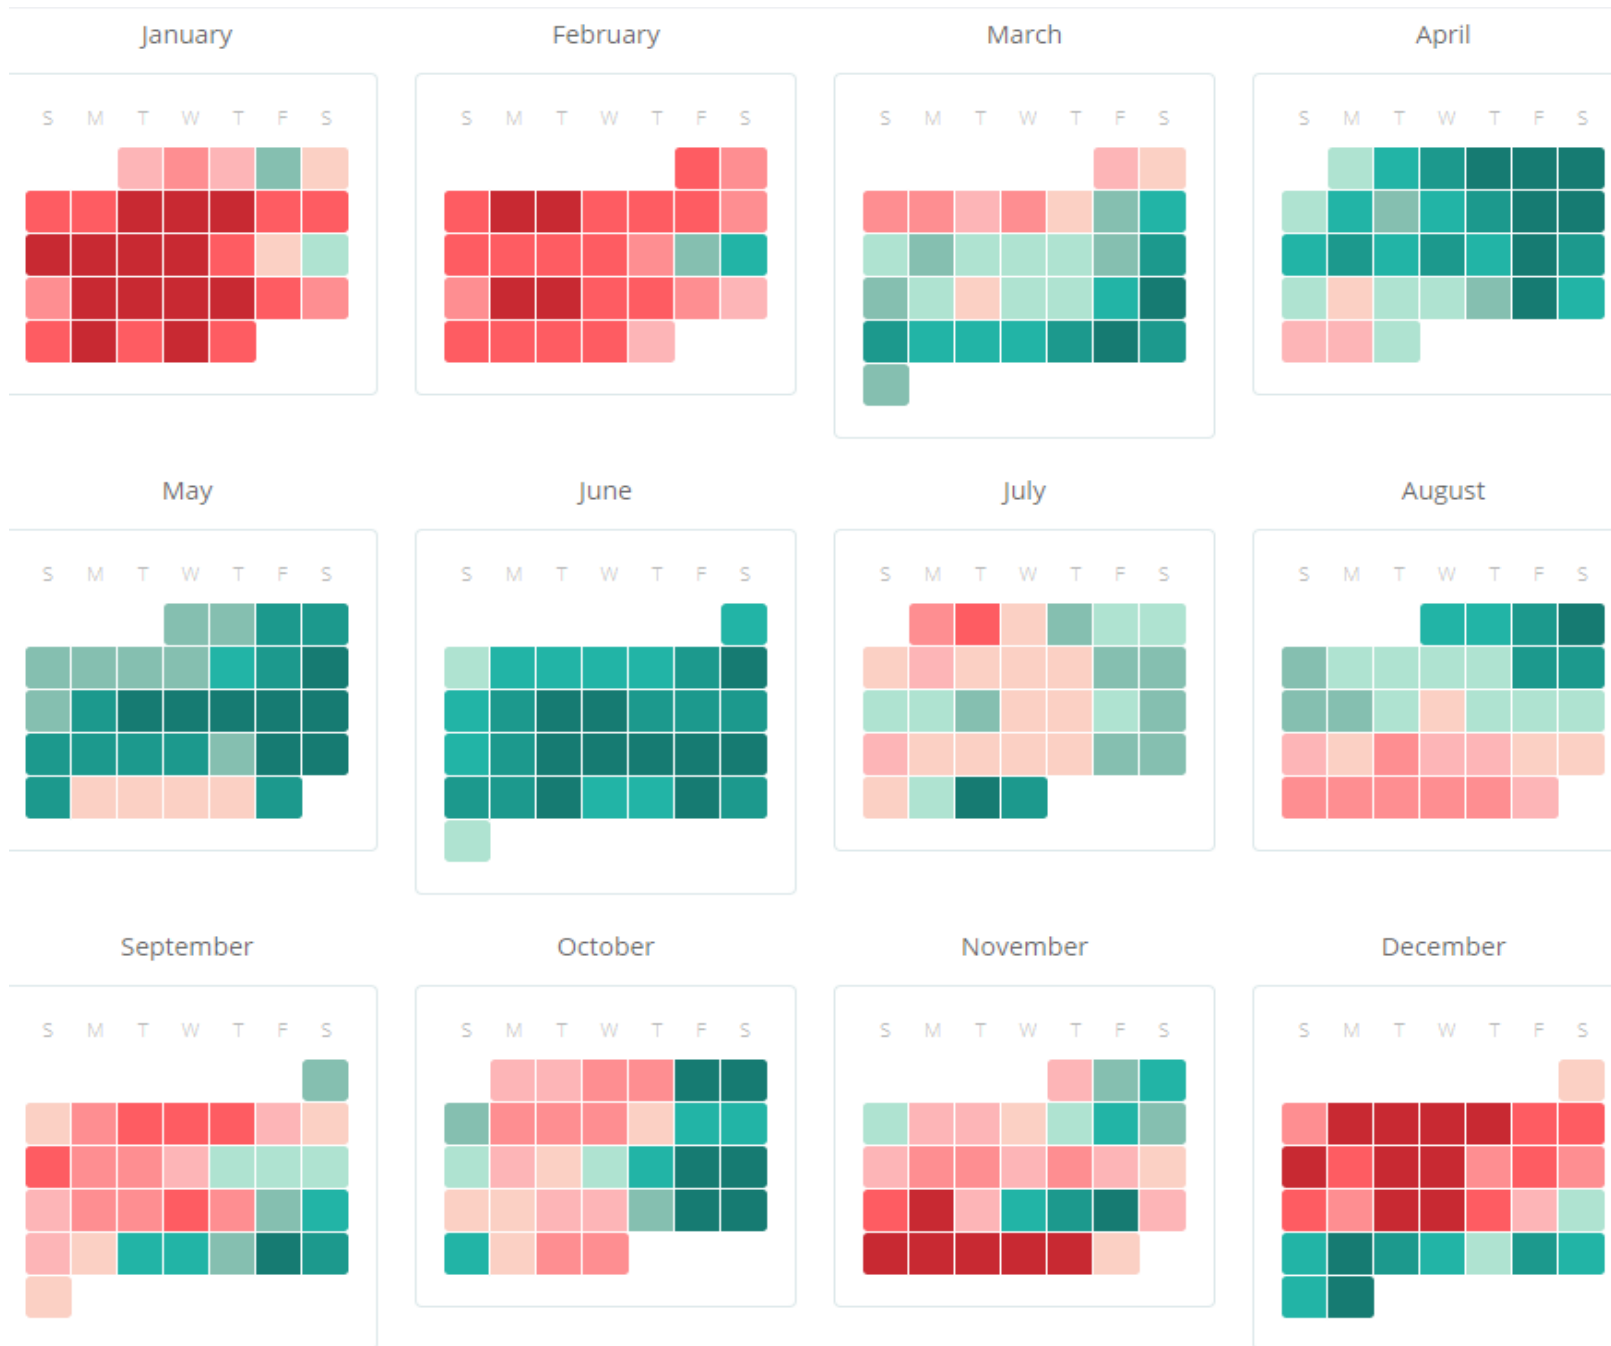 January February March April
S M T W T F S S M T W T F S S M T W T F S S M T W T F S
May June July August
S M T W T F S S M T W T F S S M T W T F S S M T W T F S
September October November December
S M T W T F S S M T W T F S S M T W T F S S M T W T F S